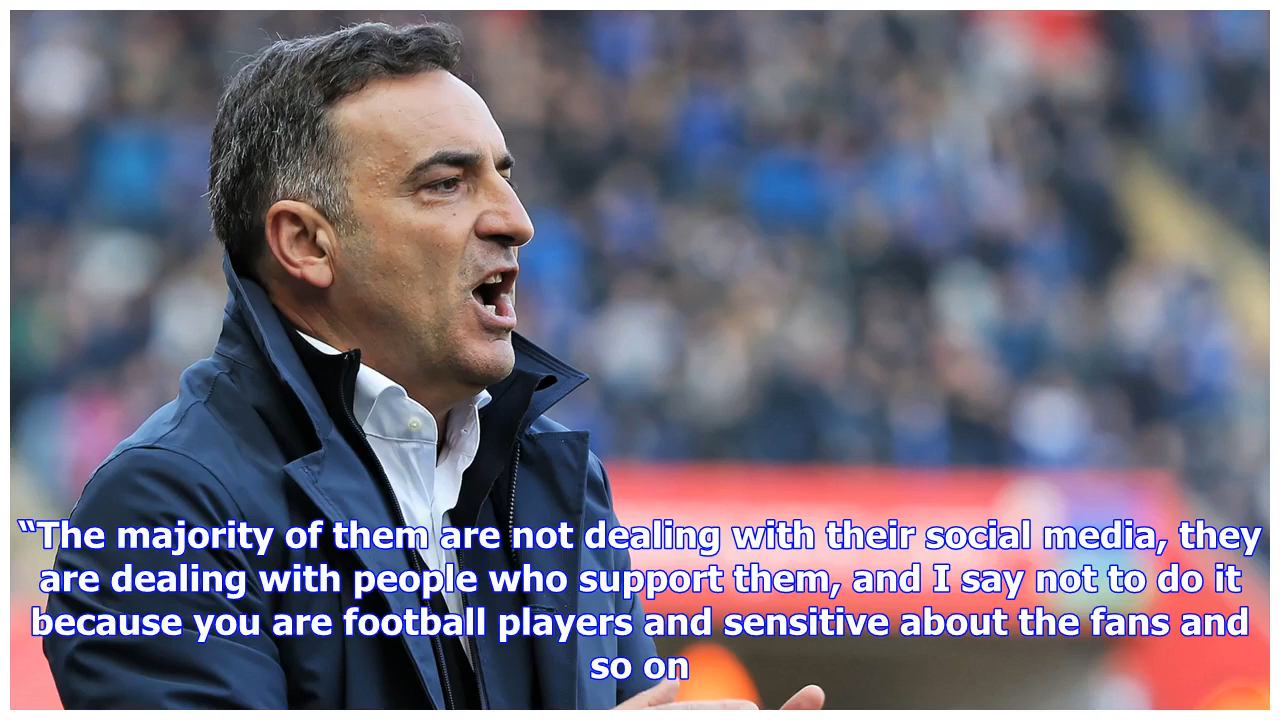 “The majority of them are not dealing with their social media, they
are dealing with people who support them, and I say not to do it
because you are football players and sensitive about the fans and
so on